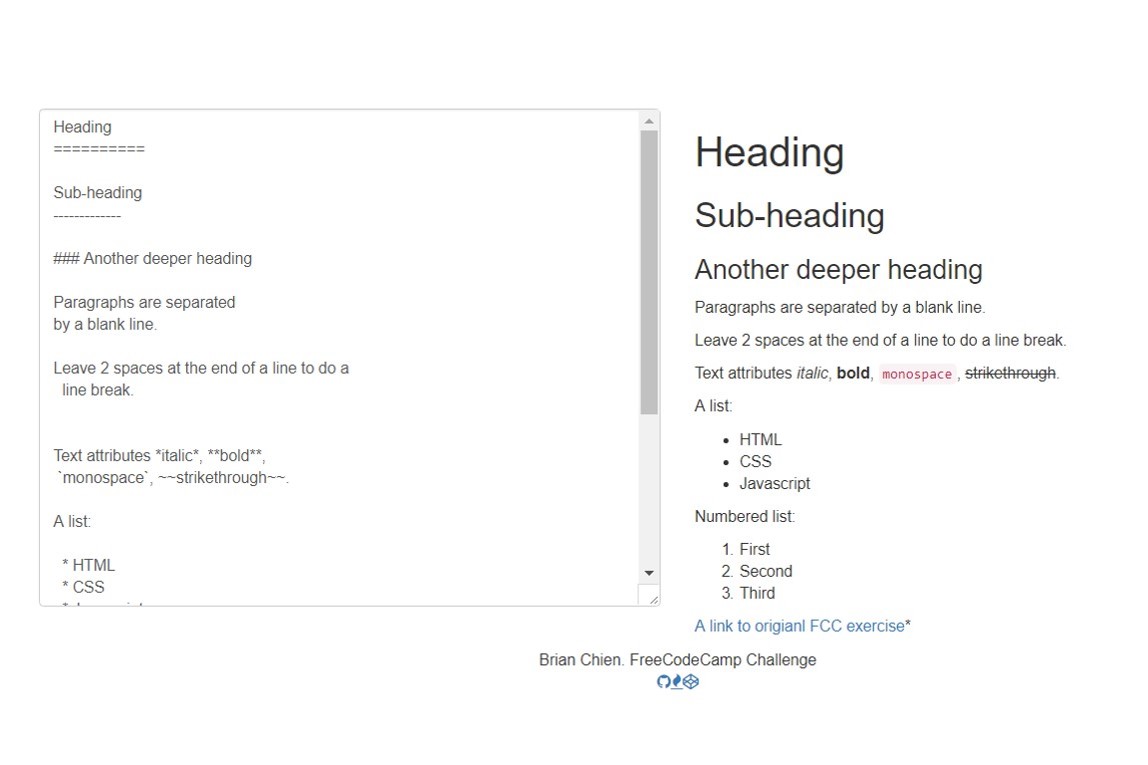 Heading
==========
Sub-heading
-------------
### Another deeper heading
Paragraphs are separated
by a blank line.
Leave 2 spaces at the end of a line to do a
line break.
Text attributes *italic*, **bold**,
`monospace`, ~~strikethrough~~.
A list:
* HTML
* CSS
Heading
Sub-heading
Another deeper heading
Paragraphs are separated by a blank line.
Leave 2 spaces at the end of a line to do a line break.
Text attributes italic, bold, monospace, strikethrough.
A list:
• HTML
• CSS
• Javascript
Numbered list:
1. First
2. Second
3. Third
A link to origianl FCC exercise*
Brian Chien. FreeCodeCamp Challenge